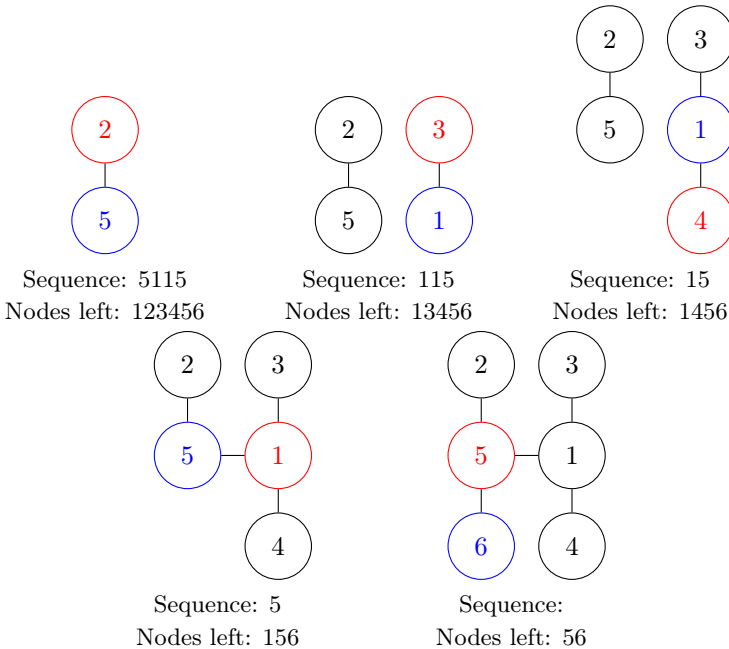 2
5
Sequence: 5115
Nodes left: 123456
2 3
5 1
Sequence: 115
Nodes left: 13456
2 3
5 1
4
Sequence: 15
Nodes left: 1456
2 3
5 1
4
Sequence: 5
Nodes left: 156
2 3
5 1
6 4
Sequence:
Nodes left: 56